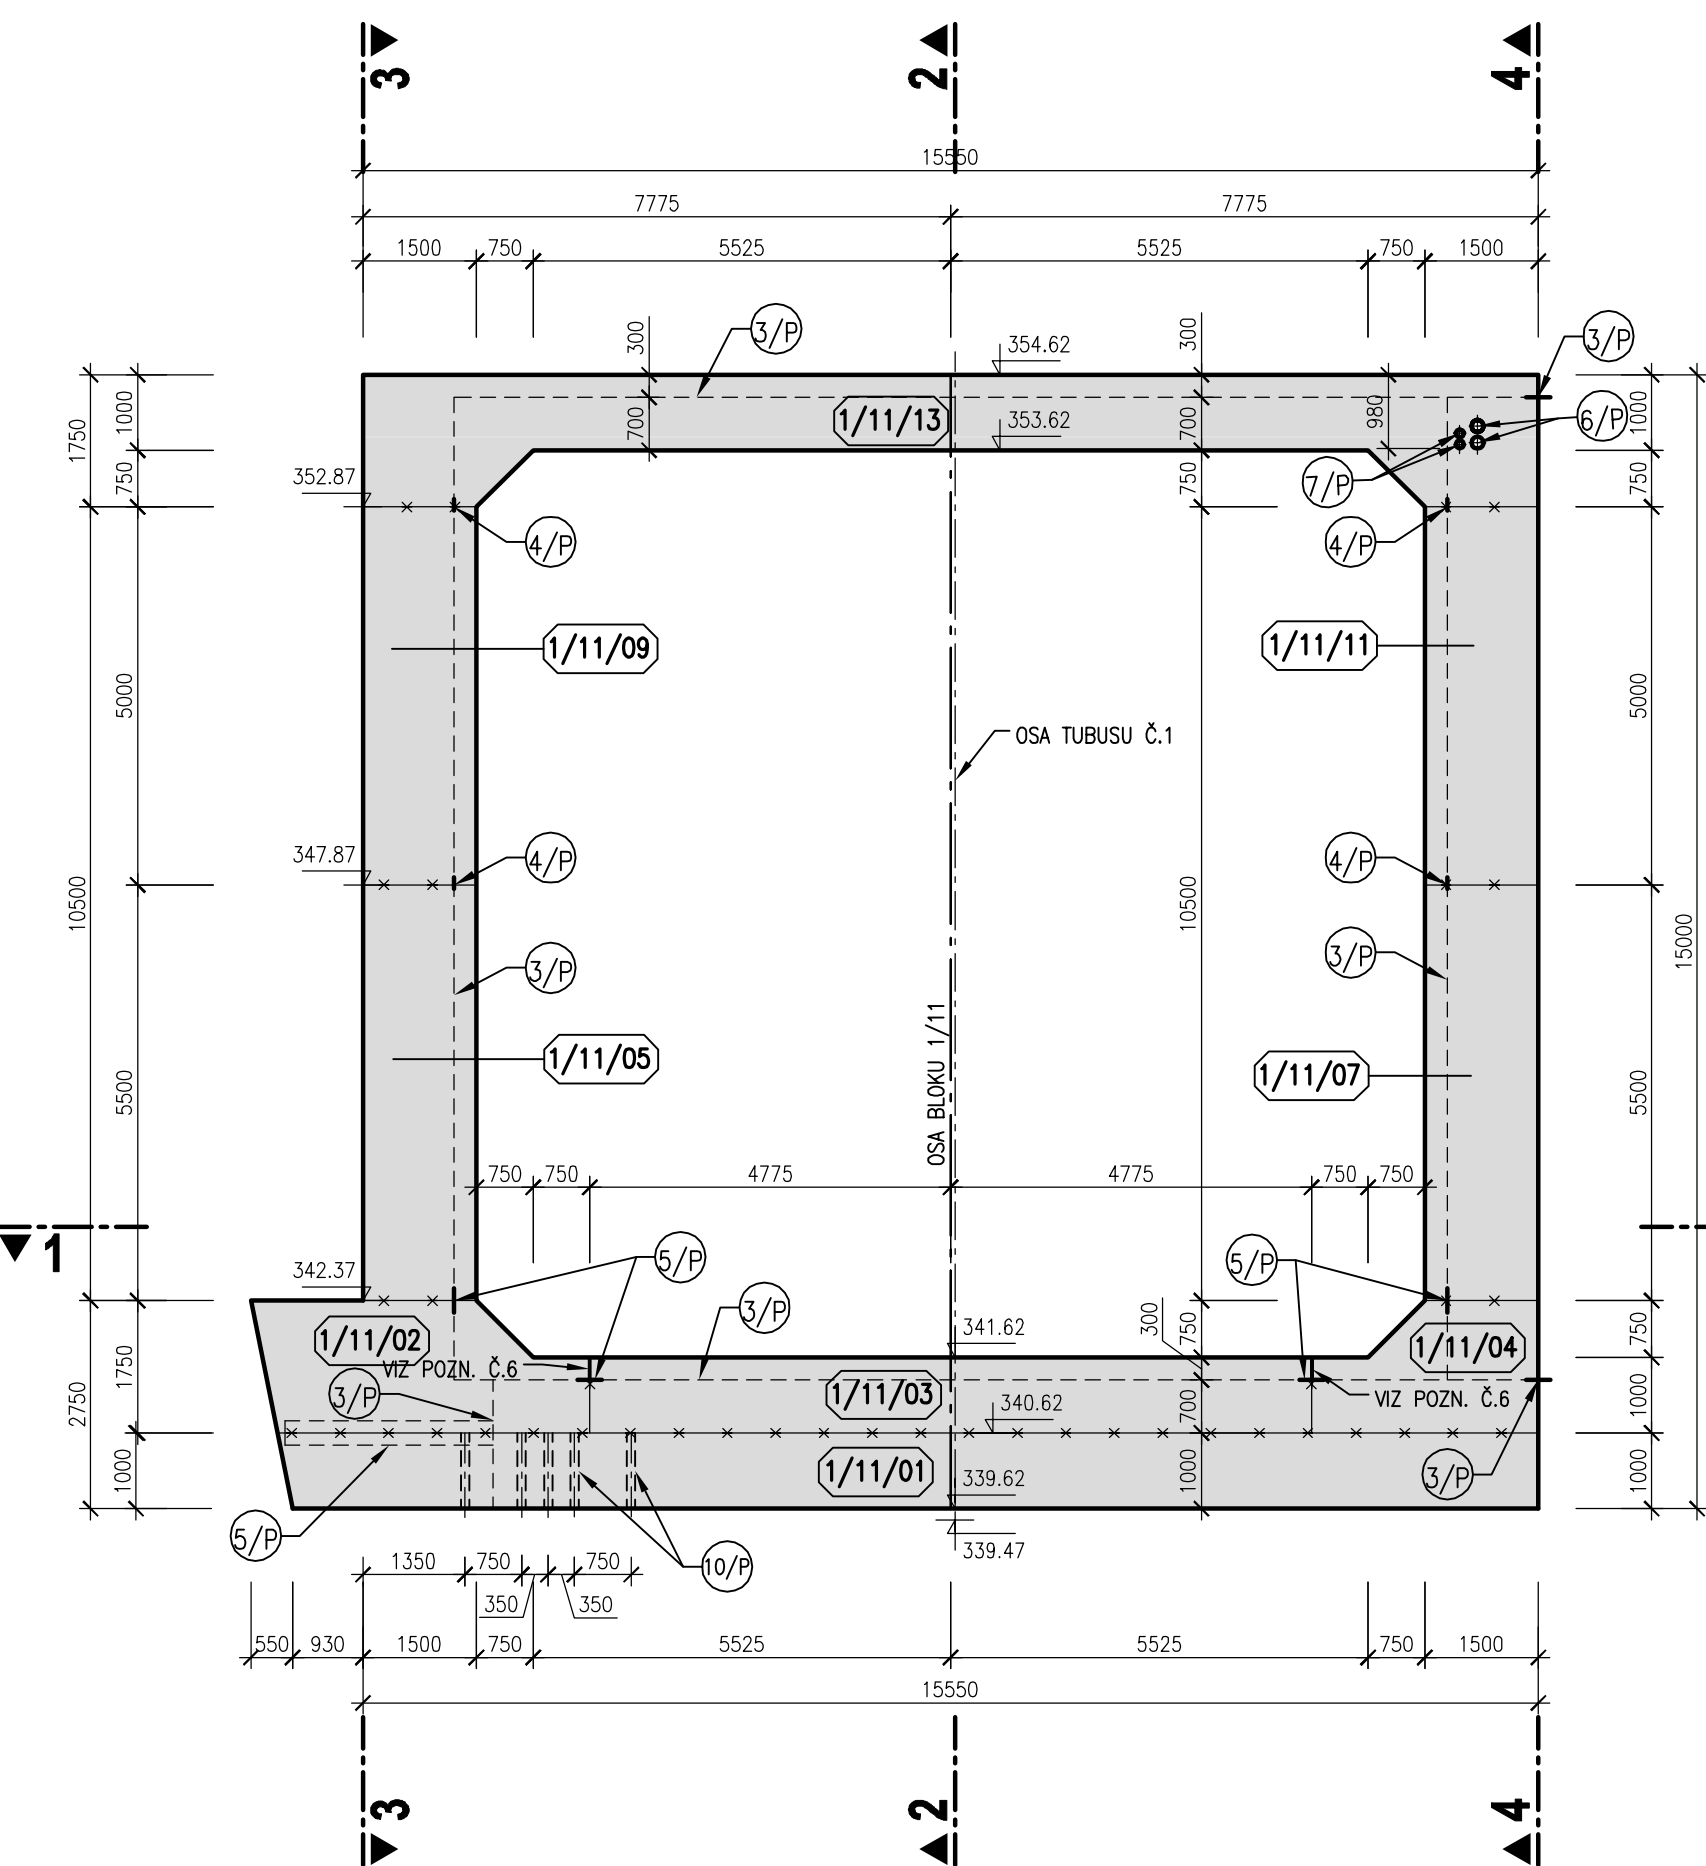 3 2 4
15550
7775 7775
1500 750 5525 5525 750 1500
300 3/P 354.62 300 3/P
1750 1000 700 1/11/13 353.62 700 980 6/P 1000
750 352.87 750 7/P 750
4/P 4/P
1/11/09 1/11/11
5000 5000
OSA TUBUSU Č.1
347.87 4/P 4/P
10500 10500 15000
3/P 3/P
OSA BLOKU 1/11
1/11/05 1/11/07
5500 5500
750 750 4775 4775 750 750
1
5/P 5/P
342.37 3/P
1/11/02 341.62 300 750 1/11/04 750
VIZ POZN. Č.6 VIZ POZN. Č.6
2750 1750 3/P 1/11/03 340.62 700 1000
1000 1/11/01 339.62 1000 3/P 1000
5/P 339.47
1350 750 750 10/P
350 350
550 930 1500 750 5525 5525 750 1500
15550
3 2 4